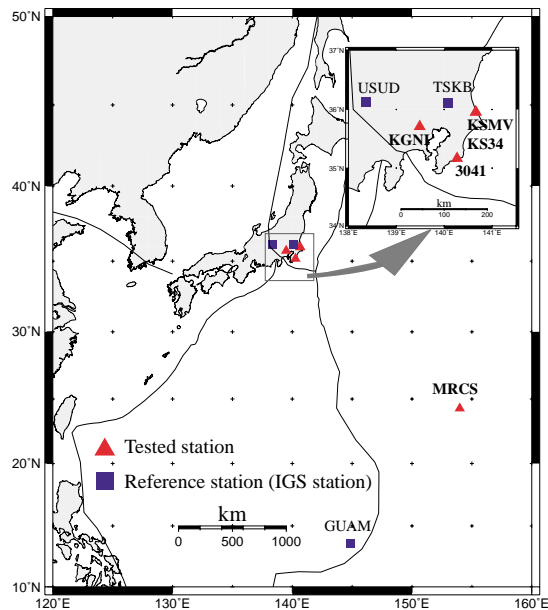 50˚N
40˚N
30˚N
20˚N
10˚N
120˚E
130˚E
140˚E
150˚E
160˚E
37˚N
36˚N
35˚N
34˚N
138˚E
139˚E
140˚E
141˚E
USUD
TSKB
KGNI
KSMV
KS34
3041
km
0 100 200
MRCS
Tested station
Reference station (IGS station)
km
0 500 1000
GUAM